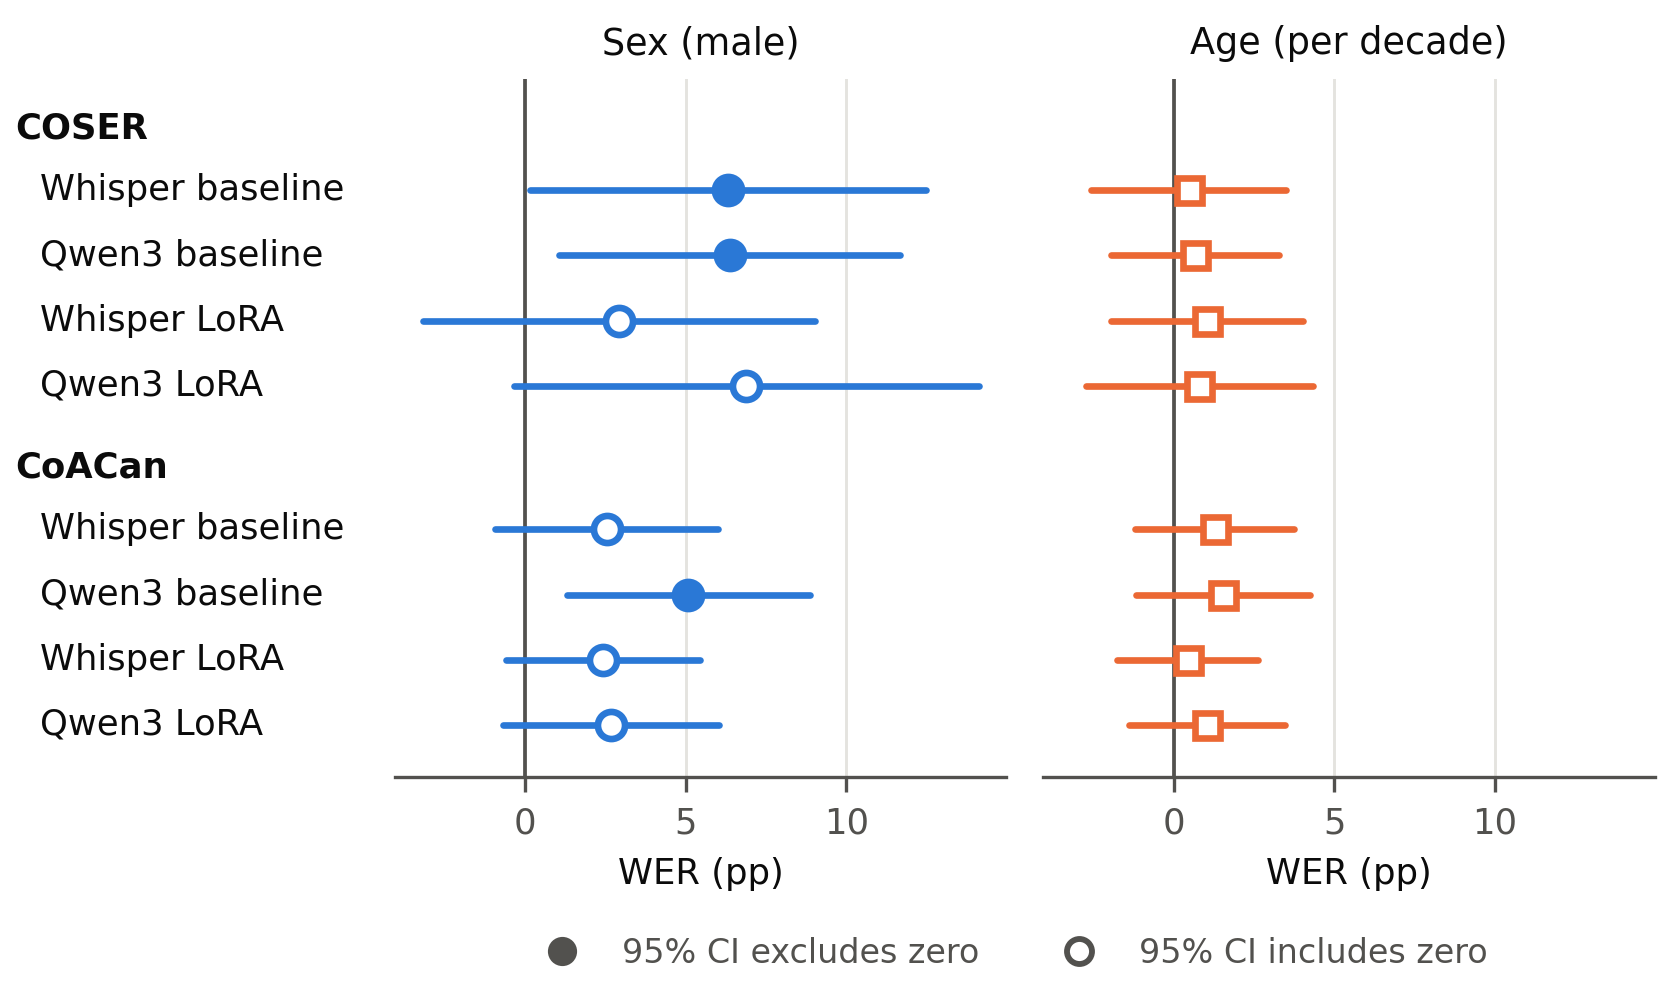 Sex (male)
Age (per decade)
COSER
Whisper baseline
Qwen3 baseline
Whisper LoRA
Qwen3 LoRA
CoACan
Whisper baseline
Qwen3 baseline
Whisper LoRA
Qwen3 LoRA
0 5 10
0 5 10
WER (pp)
WER (pp)
95% CI excludes zero
95% CI includes zero